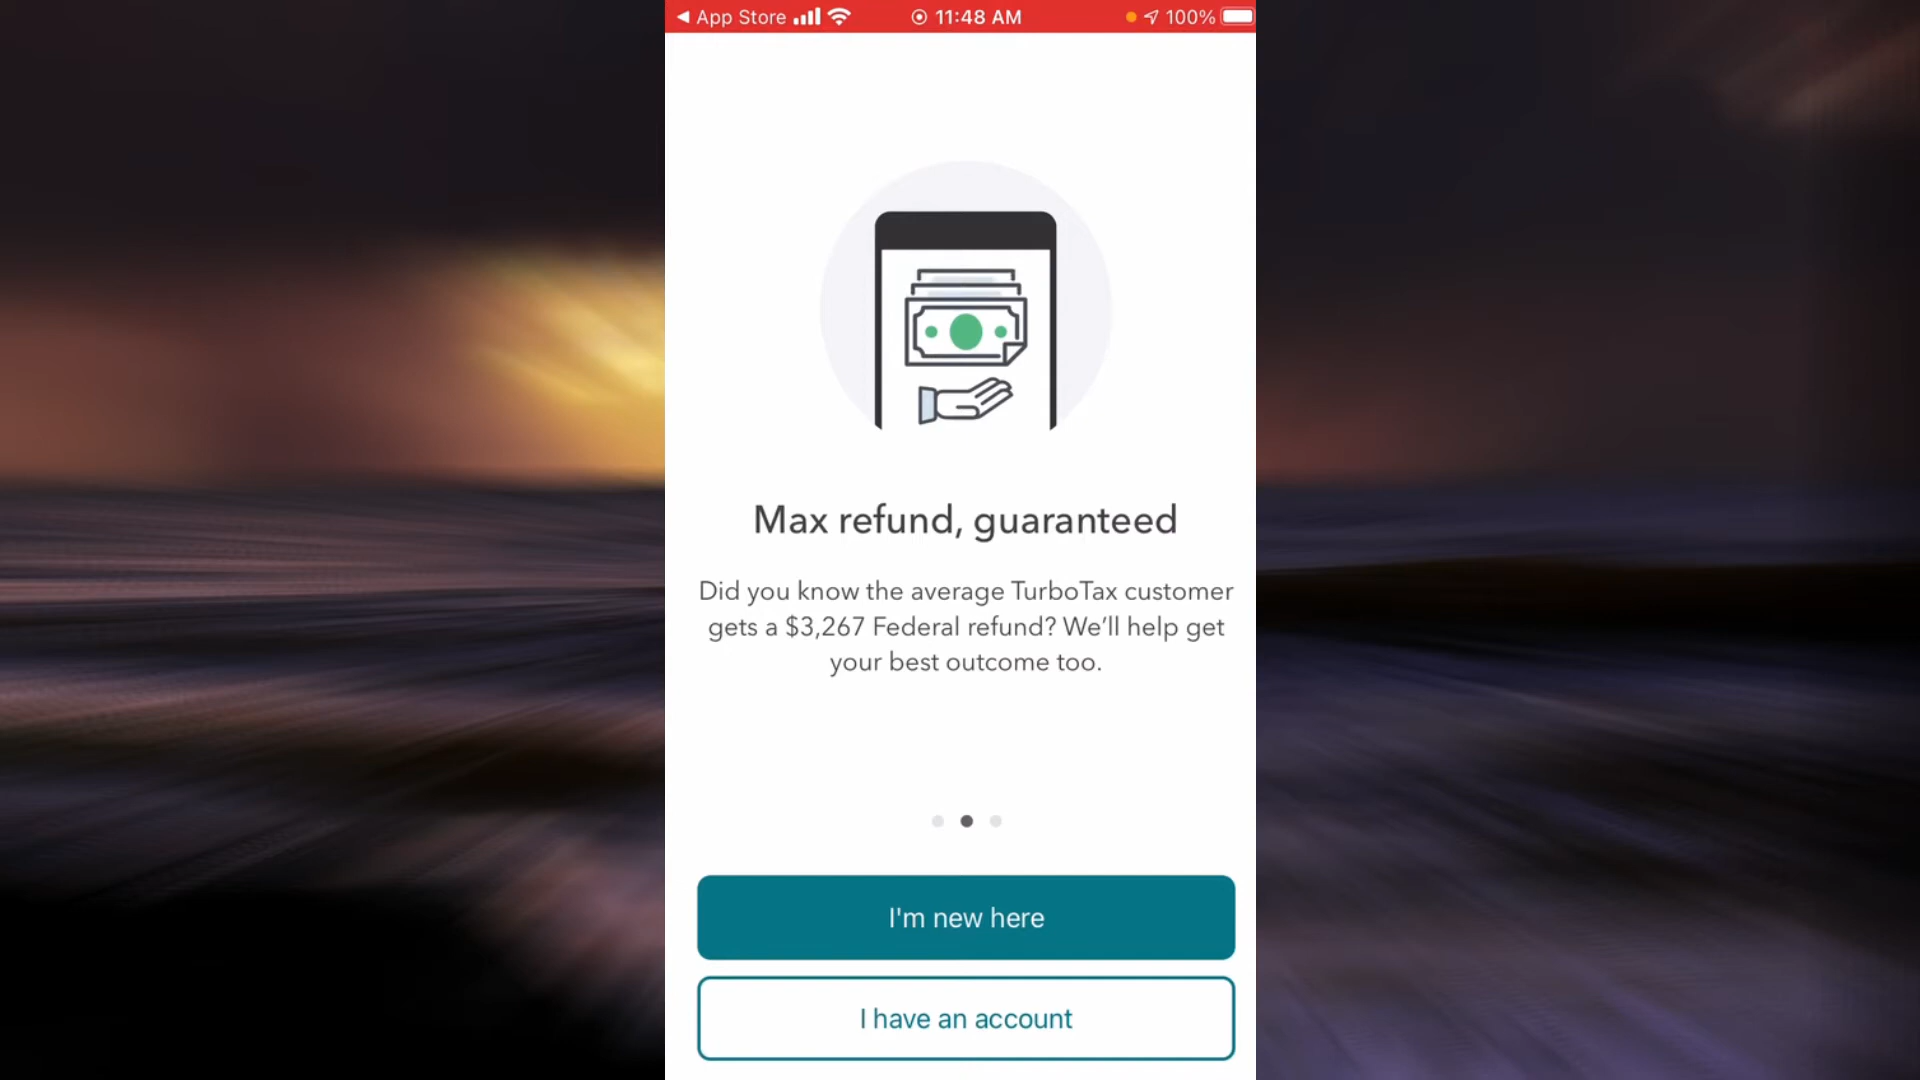 App Store 11:48 AM 100%
Max refund, guaranteed
Did you know the average TurboTax customer
gets a $3,267 Federal refund? We’ll help get
your best outcome too.
I'm new here
I have an account